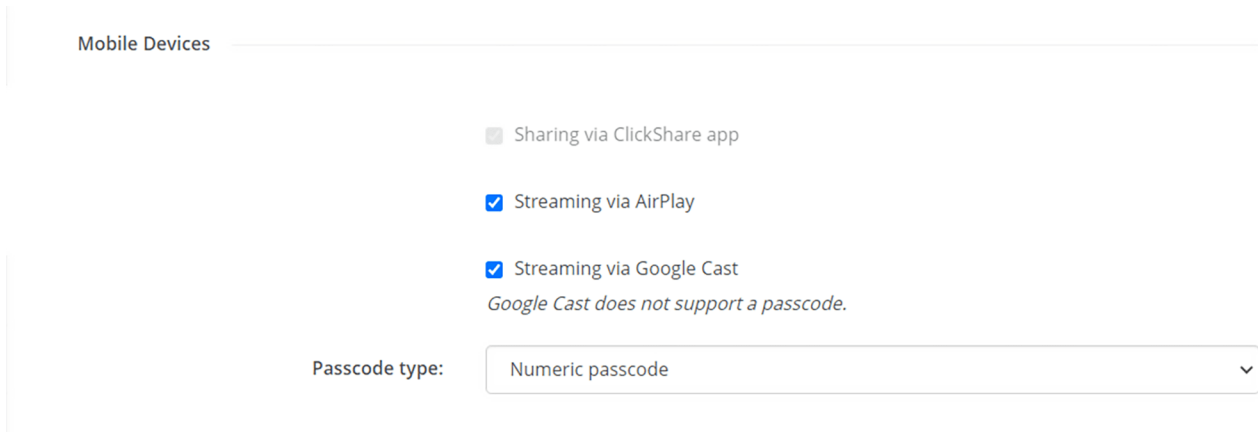 Mobile Devices
Sharing via ClickShare app
Streaming via AirPlay
Streaming via Google Cast
Google Cast does not support a passcode.
Passcode type: Numeric passcode